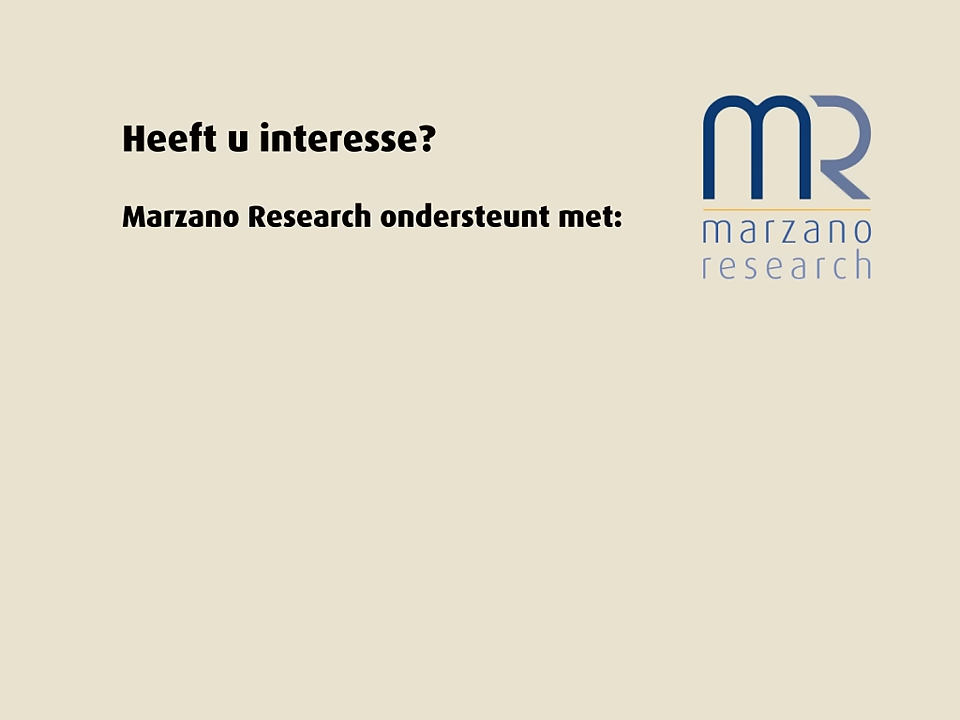 Heeft u interesse?
Marzano Research ondersteunt met:
MR
marzano
research